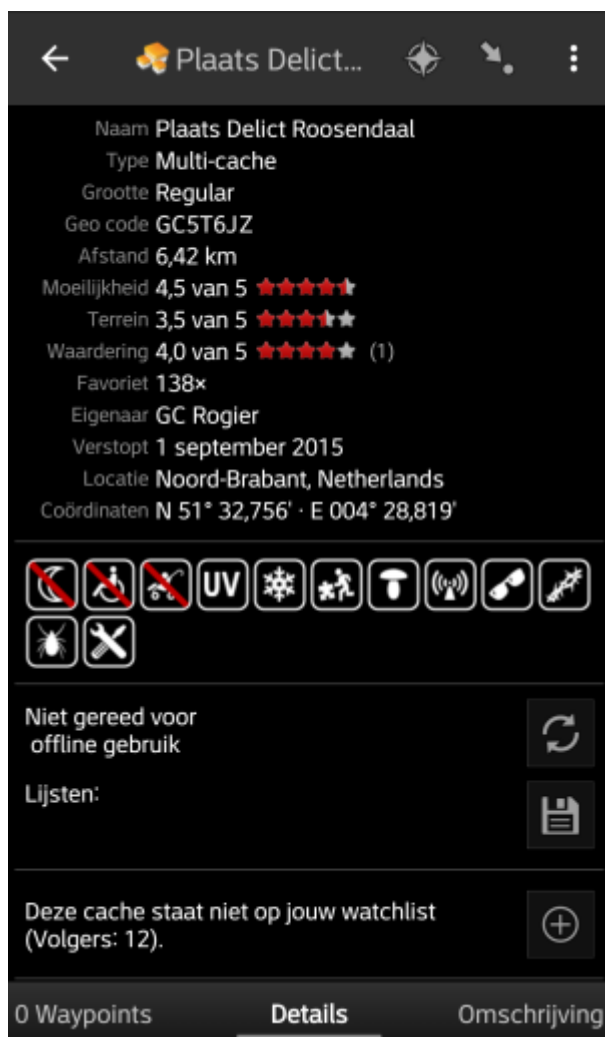 Plaats Delict...
Naam Plaats Delict Roosendaal
Type Multi-cache
Grootte Regular
Geo code GC5T6JZ
Afstand 6,42 km
Moeilijkheid 4,5 van 5
Terrein 3,5 van 5
Waardering 4,0 van 5 (1)
Favoriet 138×
Eigenaar GC Rogier
Verstopt 1 september 2015
Locatie Noord-Brabant, Netherlands
Coördinaten N 51° 32,756' · E 004° 28,819'
UV
Niet gereed voor
offline gebruik
Lijsten:
Deze cache staat niet op jouw watchlist
(Volgers: 12).
0 Waypoints Details Omschrijving